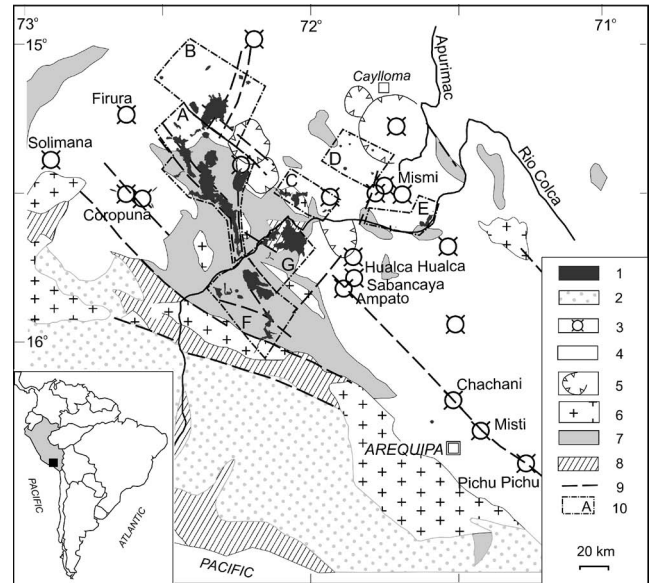 73° 72° 71°
15°
16°
B
Firura
A
Solimana
Coropuna
Caylloma
Apurimac
D
Mismi
C
E
Rio Colca
G
Hualca Hualca
Sabancaya
Ampato
F
Chachani
Misti
AREQUIPA
Pichu Pichu
PACIFIC
1
2
3
4
5
6
7
8
9
A 10
20 km
PACIFIC
ATLANTIC